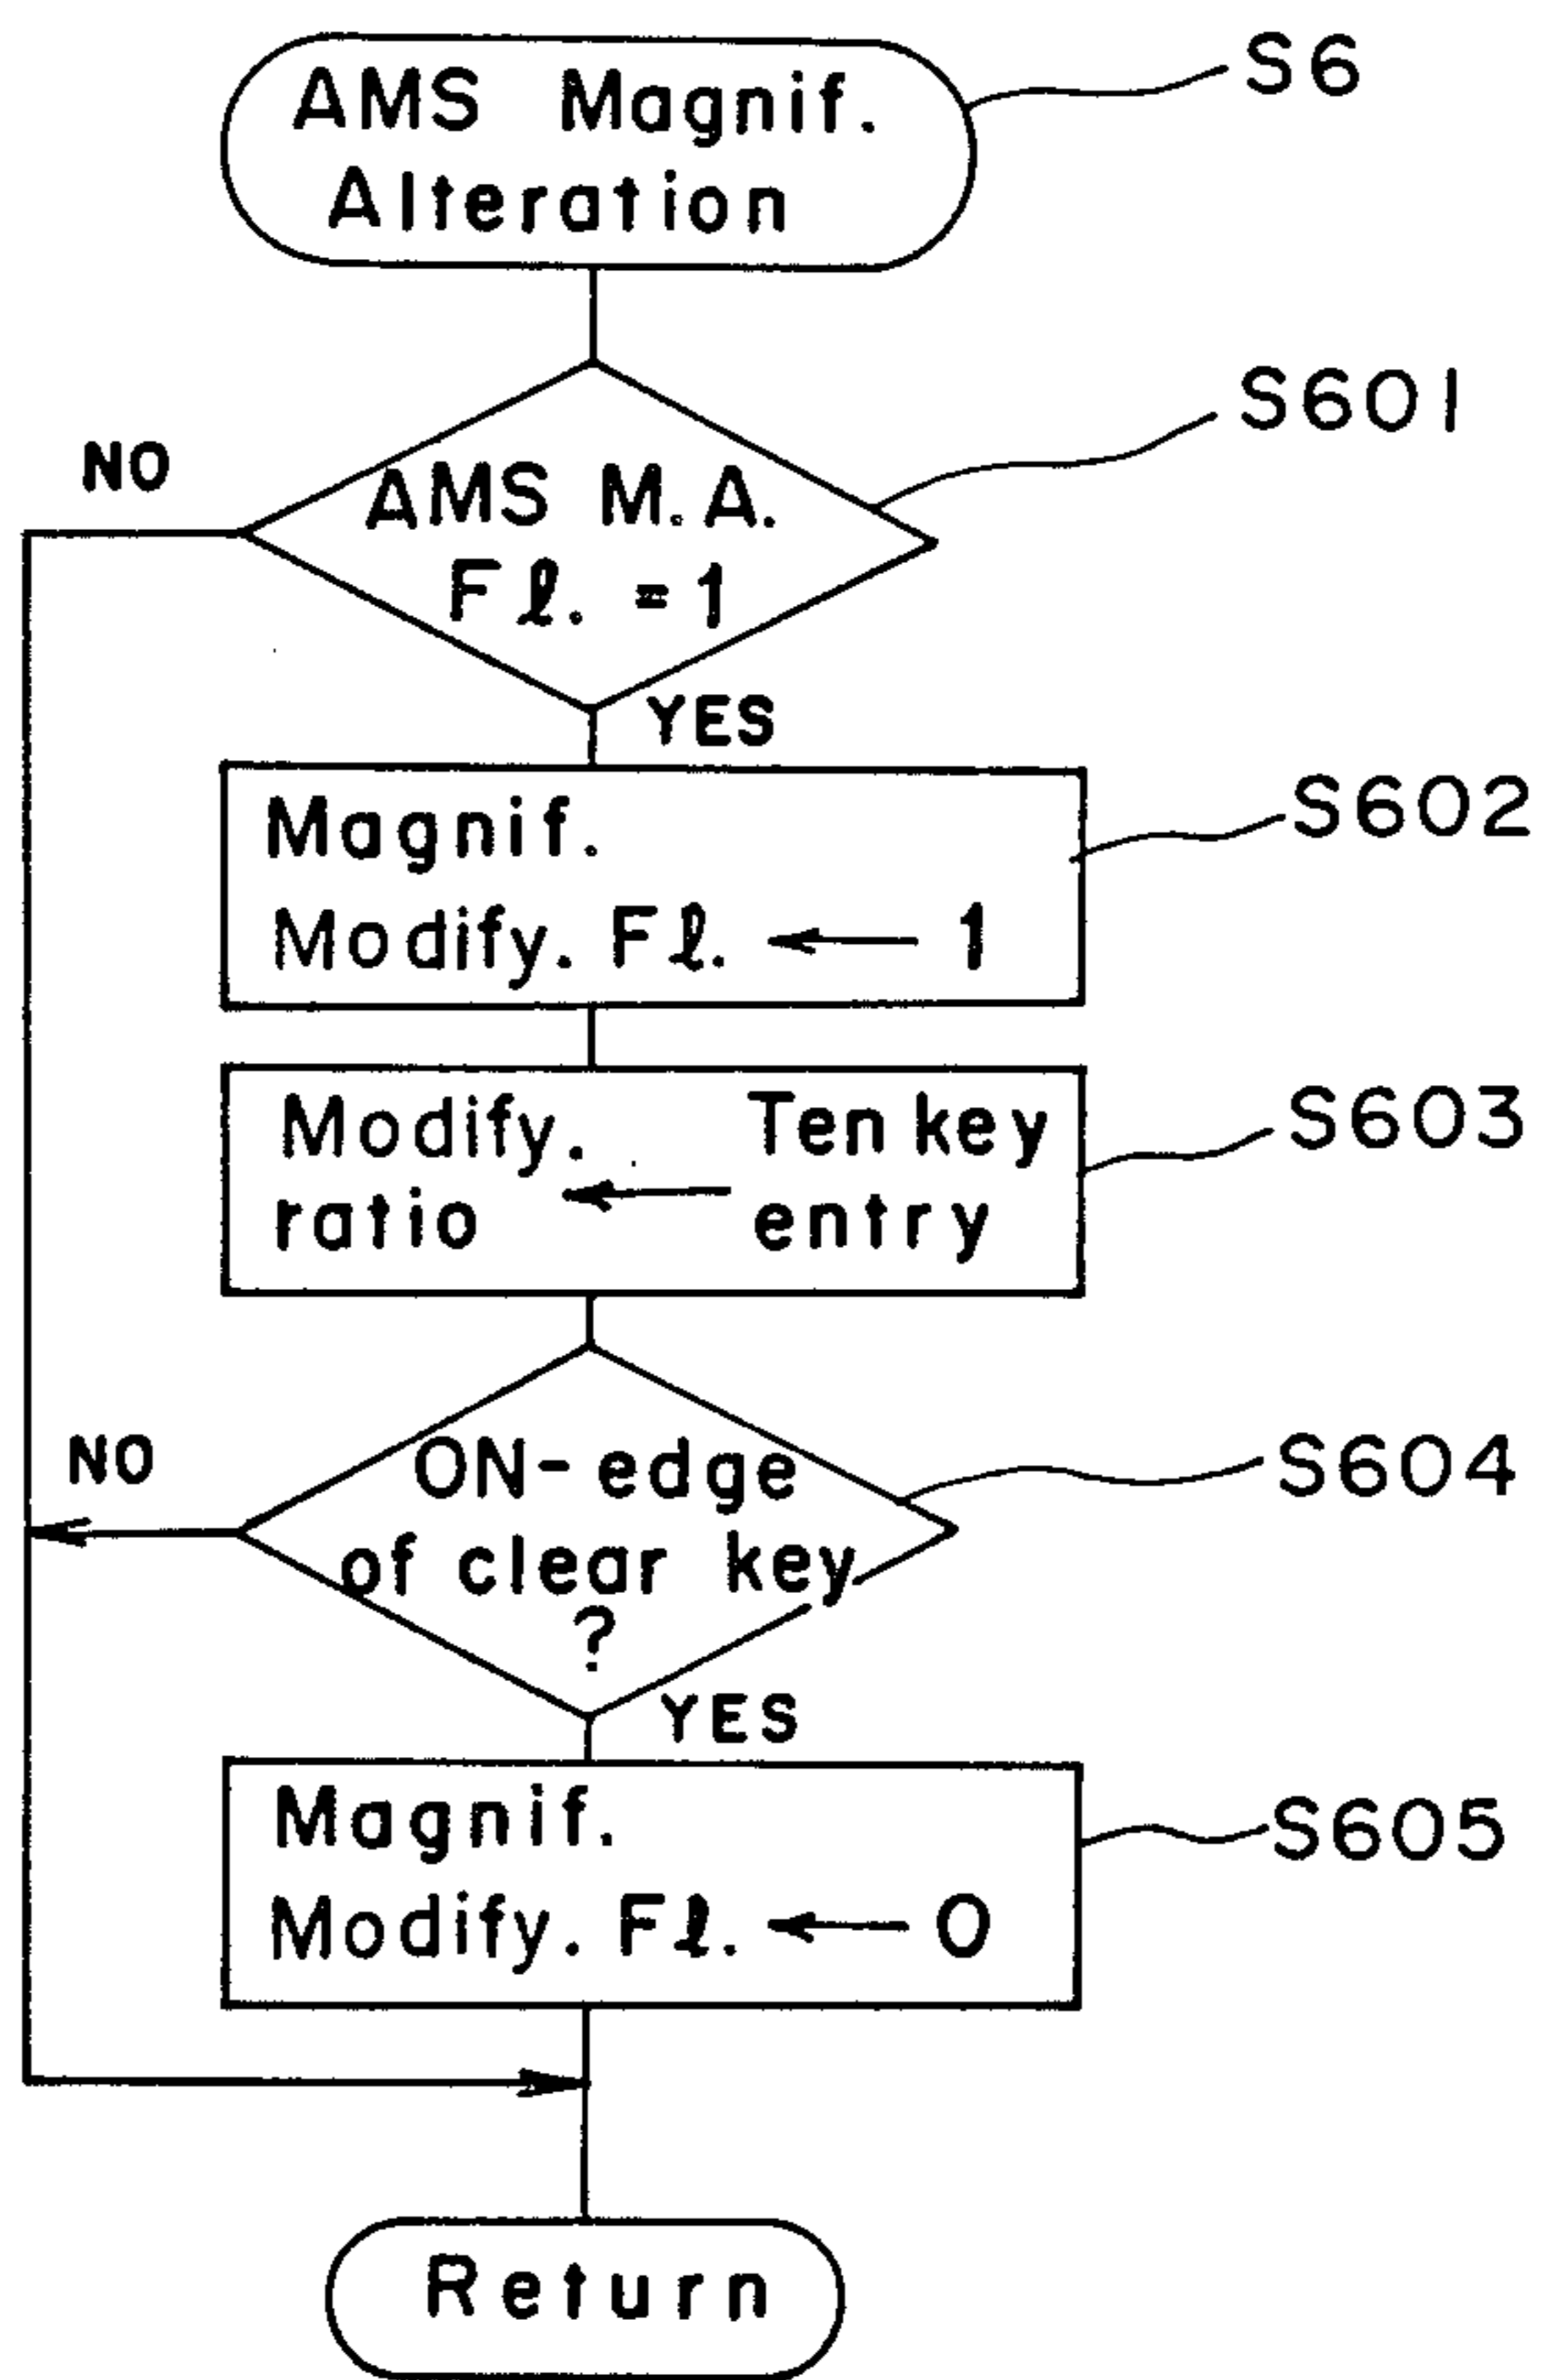 AMS Magnif.
Alteration
S6
NO
AMS M.A.
Fℓ. = 1
S601
YES
Magnif.
Modify. Fℓ. ← 1
S602
Modify. Ten key
ratio ← entry
S603
NO
ON-edge
of clear key
?
S604
YES
Magnif.
Modify. Fℓ. ← 0
S605
Return